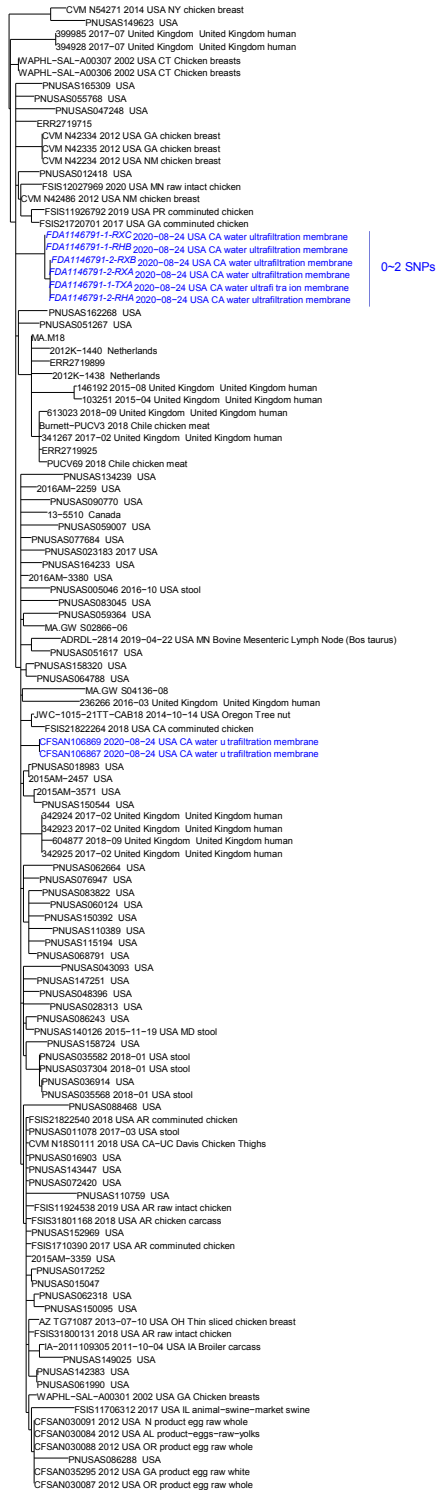 CVM N54271 2014 USA NY chicken breast
PNUSAS149623 USA
399985 2017-07 United Kingdom United Kingdom human
394928 2017-07 United Kingdom United Kingdom human
WAPHL-SAL-A00307 2002 USA CT Chicken breasts
WAPHL-SAL-A00306 2002 USA CT Chicken breasts
PNUSAS165309 USA
PNUSAS055768 USA
PNUSAS047248 USA
ERR2719715
CVM N42334 2012 USA GA chicken breast
CVM N42335 2012 USA GA chicken breast
CVM N42234 2012 USA NM chicken breast
PNUSAS012418 USA
FSIS12027969 2020 USA MN raw intact chicken
CVM N42486 2012 USA NM chicken breast
FSIS11926792 2019 USA PR comminuted chicken
FSIS21720701 2017 USA GA comminuted chicken
FDA1146791-1-RXC 2020-08-24 USA CA water ultrafiltration membrane
FDA1146791-1-RHB 2020-08-24 USA CA water ultrafiltration membrane
FDA1146791-2-RXB 2020-08-24 USA CA water ultrafiltration membrane
FDA1146791-2-RXA 2020-08-24 USA CA water ultrafiltration membrane
0~2 SNPs
FDA1146791-1-TXA 2020-08-24 USA CA water ultrafi tra ion membrane
FDA1146791-2-RHA 2020-08-24 USA CA water ultrafiltration membrane
PNUSAS162268 USA
PNUSAS051267 USA
MA.M18
2012K-1440 Netherlands
ERR2719899
2012K-1438 Netherlands
146192 2015-08 United Kingdom United Kingdom human
103251 2015-04 United Kingdom United Kingdom human
613023 2018-09 United Kingdom United Kingdom human
Burnett-PUCV3 2018 Chile chicken meat
341267 2017-02 United Kingdom United Kingdom human
ERR2719925
PUCV69 2018 Chile chicken meat
PNUSAS134239 USA
2016AM-2259 USA
PNUSAS090770 USA
13-5510 Canada
PNUSAS059007 USA
PNUSAS077684 USA
PNUSAS023183 2017 USA
PNUSAS164233 USA
2016AM-3380 USA
PNUSAS005046 2016-10 USA stool
PNUSAS083045 USA
PNUSAS059364 USA
MA.GW S02866-06
ADRDL-2814 2019-04-22 USA MN Bovine Mesenteric Lymph Node (Bos taurus)
PNUSAS051617 USA
PNUSAS158320 USA
PNUSAS064788 USA
MA.GW S04136-08
236266 2016-03 United Kingdom United Kingdom human
JWC-1015-21TT-CAB18 2014-10-14 USA Oregon Tree nut
FSIS21822264 2018 USA CA comminuted chicken
CFSAN106869 2020-08-24 USA CA water u trafiltration membrane
CFSAN106867 2020-08-24 USA CA water u trafiltration membrane
PNUSAS018983 USA
2015AM-2457 USA
2015AM-3571 USA
PNUSAS150544 USA
342924 2017-02 United Kingdom United Kingdom human
342923 2017-02 United Kingdom United Kingdom human
604877 2018-09 United Kingdom United Kingdom human
342925 2017-02 United Kingdom United Kingdom human
PNUSAS062664 USA
PNUSAS076947 USA
PNUSAS083822 USA
PNUSAS060124 USA
PNUSAS150392 USA
PNUSAS110389 USA
PNUSAS115194 USA
PNUSAS068791 USA
PNUSAS043093 USA
PNUSAS147251 USA
PNUSAS048396 USA
PNUSAS028313 USA
PNUSAS086243 USA
PNUSAS140126 2015-11-19 USA MD stool
PNUSAS158724 USA
PNUSAS035582 2018-01 USA stool
PNUSAS037304 2018-01 USA stool
PNUSAS036914 USA
PNUSAS035568 2018-01 USA stool
PNUSAS088468 USA
FSIS21822540 2018 USA AR comminuted chicken
PNUSAS011078 2017-03 USA stool
CVM N18S0111 2018 USA CA-UC Davis Chicken Thighs
PNUSAS016903 USA
PNUSAS143447 USA
PNUSAS072420 USA
PNUSAS110759 USA
FSIS11924538 2019 USA AR raw intact chicken
FSIS31801168 2018 USA AR chicken carcass
PNUSAS152969 USA
FSIS1710390 2017 USA AR comminuted chicken
2015AM-3359 USA
PNUSAS017252
PNUSAS015047
PNUSAS062318 USA
PNUSAS150095 USA
AZ TG71087 2013-07-10 USA OH Thin sliced chicken breast
FSIS31800131 2018 USA AR raw intact chicken
IA-2011109305 2011-10-04 USA IA Broiler carcass
PNUSAS149025 USA
PNUSAS142383 USA
PNUSAS061990 USA
WAPHL-SAL-A00301 2002 USA GA Chicken breasts
FSIS11706312 2017 USA IL animal-swine-market swine
CFSAN030091 2012 USA N product egg raw whole
CFSAN030084 2012 USA AL product-eggs-raw-yolks
CFSAN030088 2012 USA OR product egg raw whole
PNUSAS086288 USA
CFSAN035295 2012 USA GA product egg raw white
CFSAN030087 2012 USA OR product egg raw whole